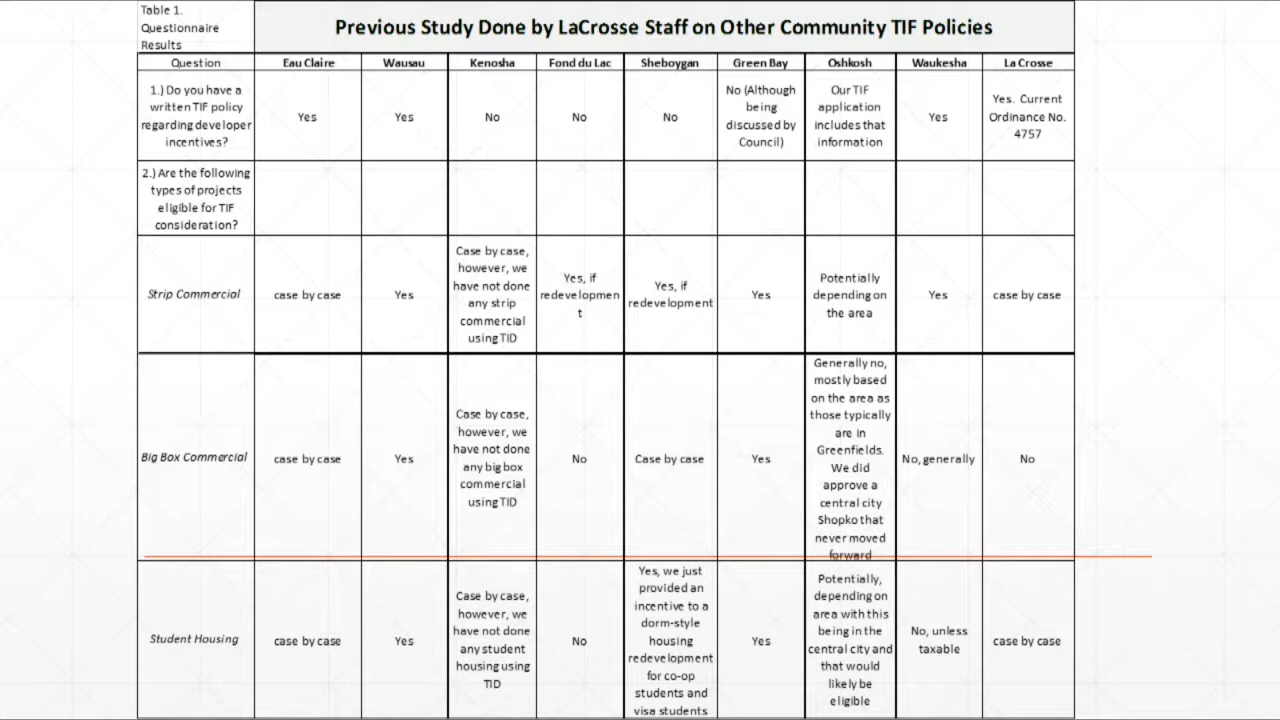 Table 1.
Questionnaire
Results
Previous Study Done by LaCrosse Staff on Other Community TIF Policies
Question
Eau Claire
Wausau
Kenosha
Fond du Lac
Sheboygan
Green Bay
Oshkosh
Waukesha
La Crosse
1.) Do you have a
written TIF policy
regarding developer
incentives?
Yes
Yes
No
No
No
No (Although
being
discussed by
Council)
Our TIF
application
includes that
information
Yes
Yes. Current
Ordinance No.
4757
2.) Are the following
types of projects
eligible for TIF
consideration?
Strip Commercial
case by case
Yes
Case by case,
however, we
have not done
any strip
commercial
using TID
Yes, if
redevelopmen
t
Yes, if
redevelopment
Yes
Potentially
depending on
the area
Yes
case by case
Big Box Commercial
case by case
Yes
Case by case,
however, we
have not done
any big box
commercial
using TID
No
Case by case
Yes
Generally no,
mostly based
on the area as
those typically
are in
Greenfields.
We did
approve a
central city
Shopko that
never moved
forward
No, generally
No
Student Housing
case by case
Yes
Case by case,
however, we
have not done
any student
housing using
TID
No
Yes, we just
provided an
incentive to a
dorm-style
housing
redevelopment
for co-op
students and
visa students
Yes
Potentially,
depending on
area with this
being in the
central city and
that would
likely be
eligible
No, unless
taxable
case by case